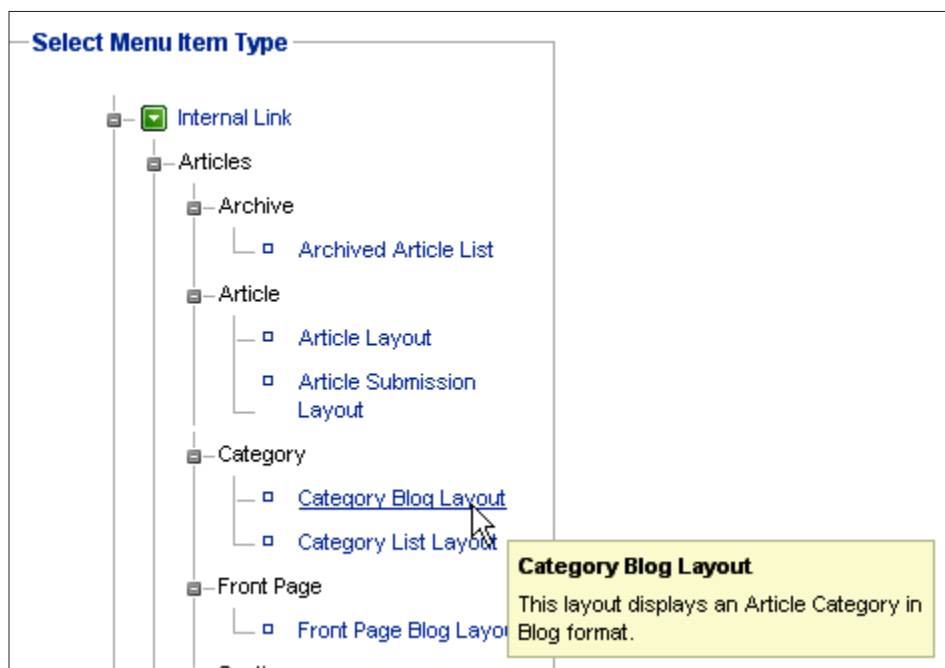 Select Menu Item Type
Internal Link
Articles
Archive
Archived Article List
Article
Article Layout
Article Submission
Layout
Category
Category Blog Layout
Category List Layout
Category Blog Layout
This layout displays an Article Category in
Blog format.
Front Page
Front Page Blog